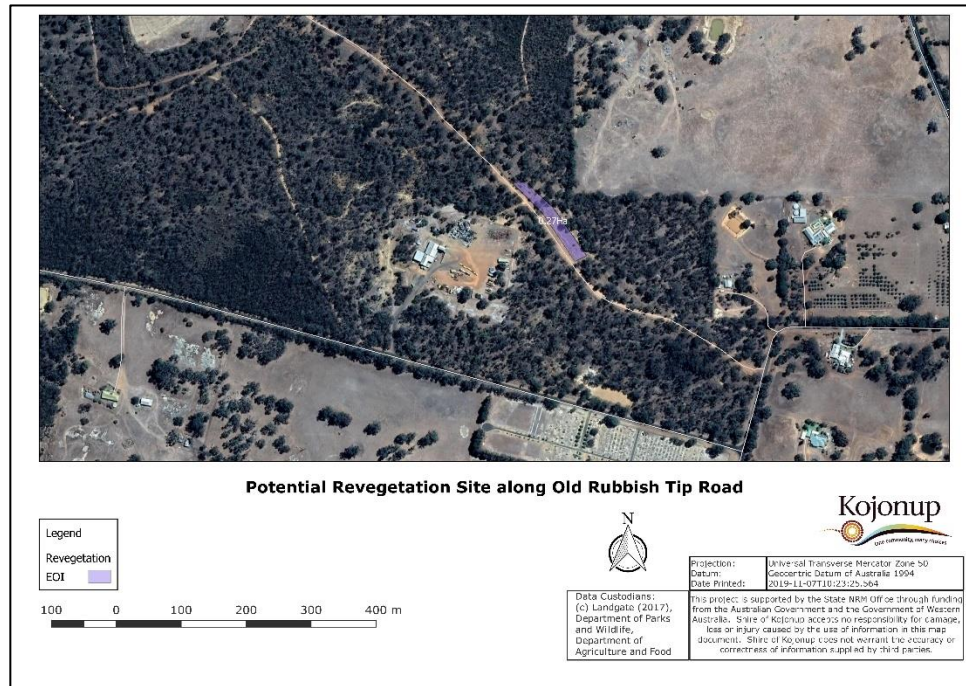 0.27Ha
Potential Revegetation Site along Old Rubbish Tip Road
Legend
Revegetation
EOI
100 0 100 200 300 400 m
N
Kojonup
One community, many choices
Data Custodians:
(c) Landgate (2017),
Department of Parks
and Wildlife,
Department of
Agriculture and Food
Projection: Universal Transverse Mercator Zone 50
Datum: Geocentric Datum of Australia 1994
Date Printed: 2019-11-07T10:23:25.564
This project is supported by the State NRM Office through funding
from the Australian Government and the Government of Western
Australia. Shire of Kojonup accepts no responsibility for damage,
loss or injury caused by the use of information in this map
document. Shire of Kojonup does not warrant the accuracy or
correctness of information supplied by third parties.